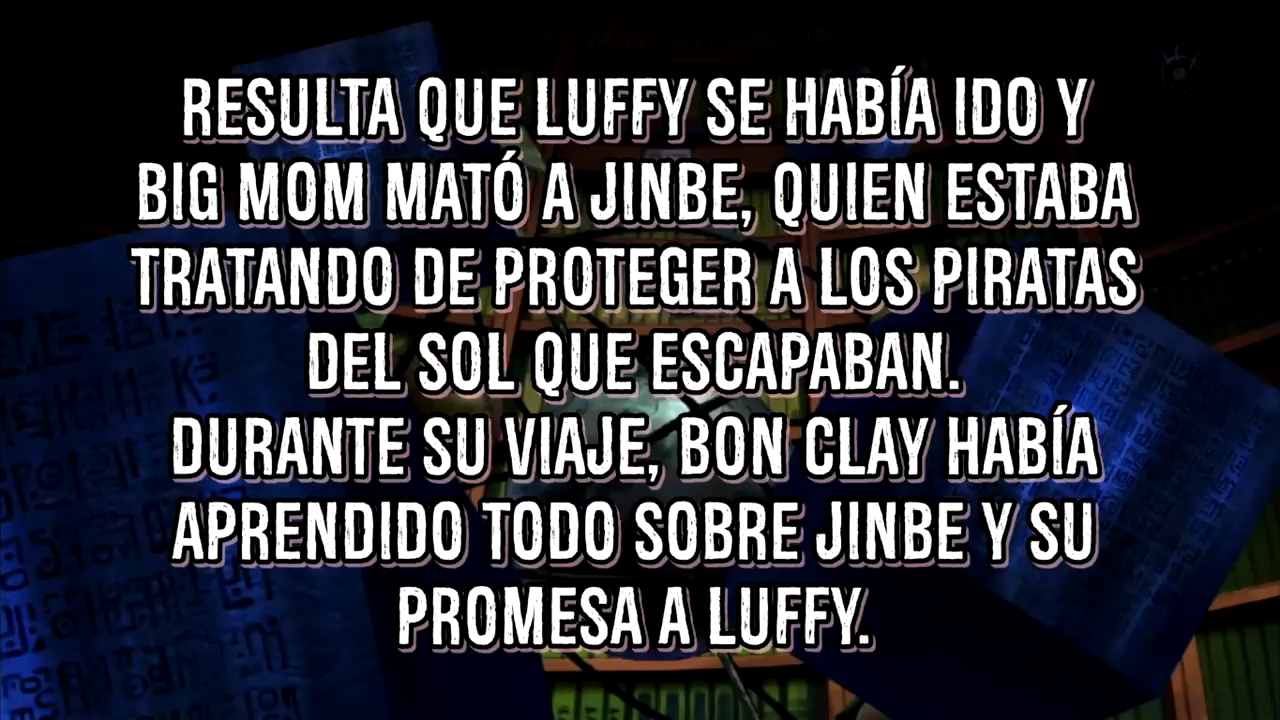 RESULTA QUE LUFFY SE HABÍA IDO Y
BIG MOM MATÓ A JINBE, QUIEN ESTABA
TRATANDO DE PROTEGER A LOS PIRATAS
DEL SOL QUE ESCAPABAN.
DURANTE SU VIAJE, BON CLAY HABÍA
APRENDIDO TODO SOBRE JINBE Y SU
PROMESA A LUFFY.